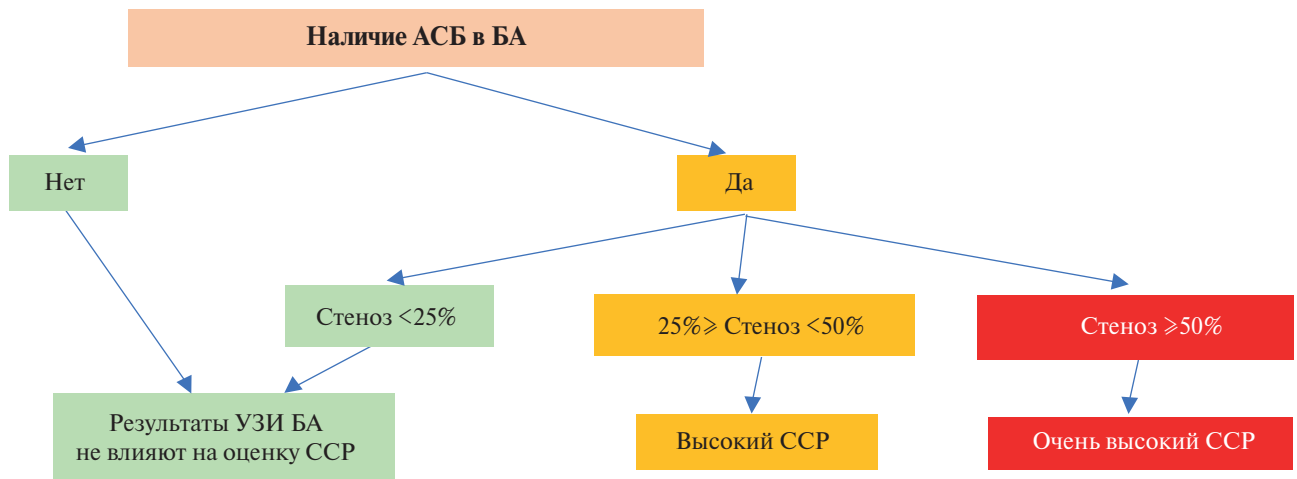 Наличие АСБ в БА
Нет
Да
Стеноз <25%
25%⩾ Стеноз <50%
Стеноз ⩾50%
Результаты УЗИ БА
не влияют на оценку ССР
Высокий ССР
Очень высокий ССР